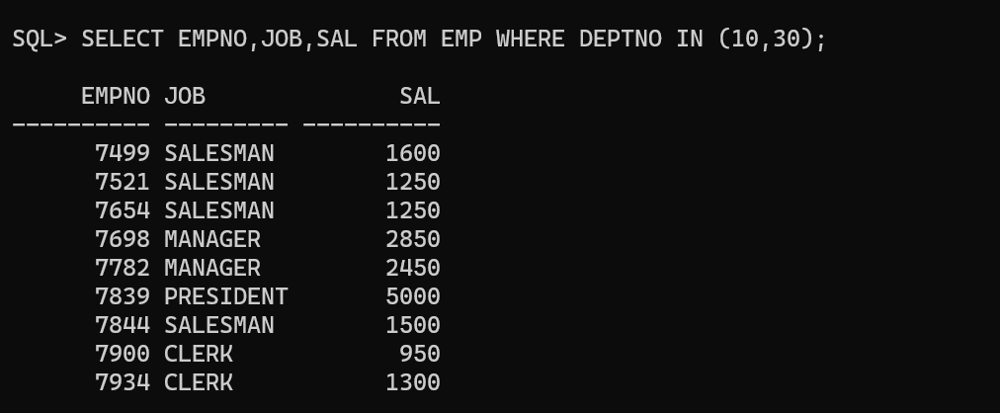 SQL> SELECT EMPNO,JOB,SAL FROM EMP WHERE DEPTNO IN (10,30);
     EMPNO JOB              SAL
---------- --------- ----------
      7499 SALESMAN        1600
      7521 SALESMAN        1250
      7654 SALESMAN        1250
      7698 MANAGER         2850
      7782 MANAGER         2450
      7839 PRESIDENT       5000
      7844 SALESMAN        1500
      7900 CLERK            950
      7934 CLERK           1300